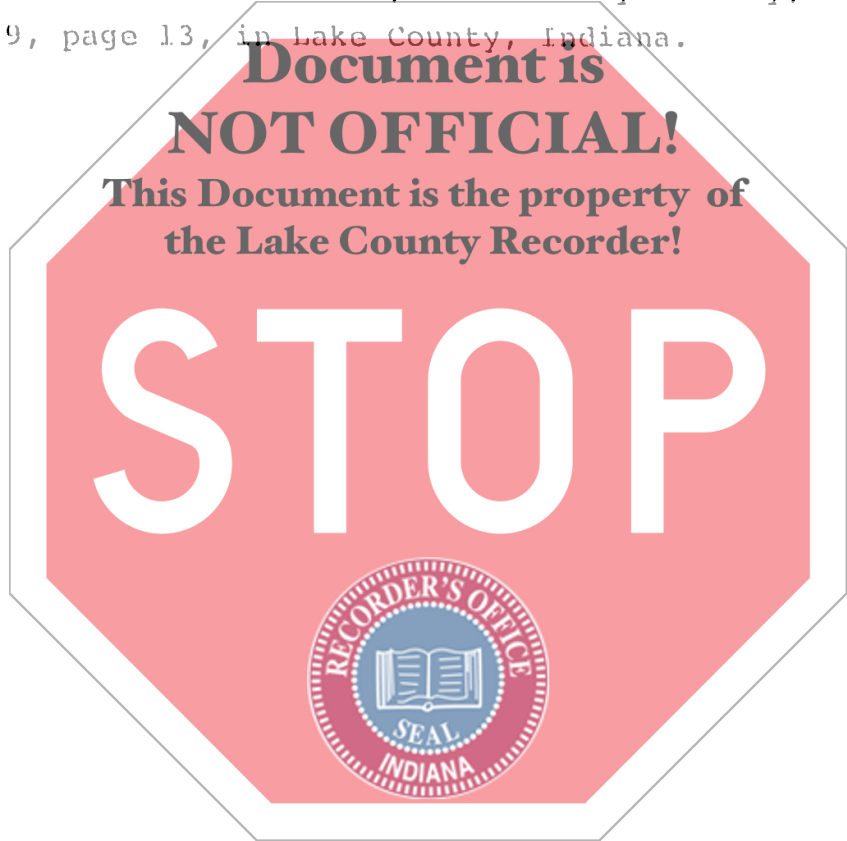 9, page 13, in Lake County, Indiana.
Document is
NOT OFFICIAL!
This Document is the property of
the Lake County Recorder!
STOP
RECORDER'S OFFICE
SEAL
INDIANA